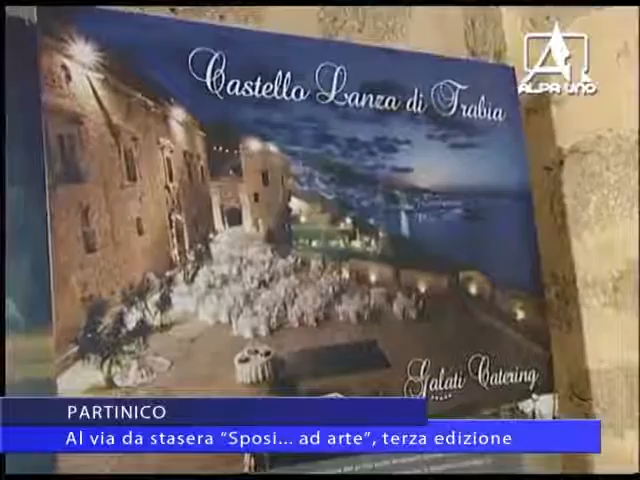 Castello Lanza di Trabia
ALPA UNO
Galati Catering
PARTINICO
Al via da stasera “Sposi... ad arte”, terza edizione